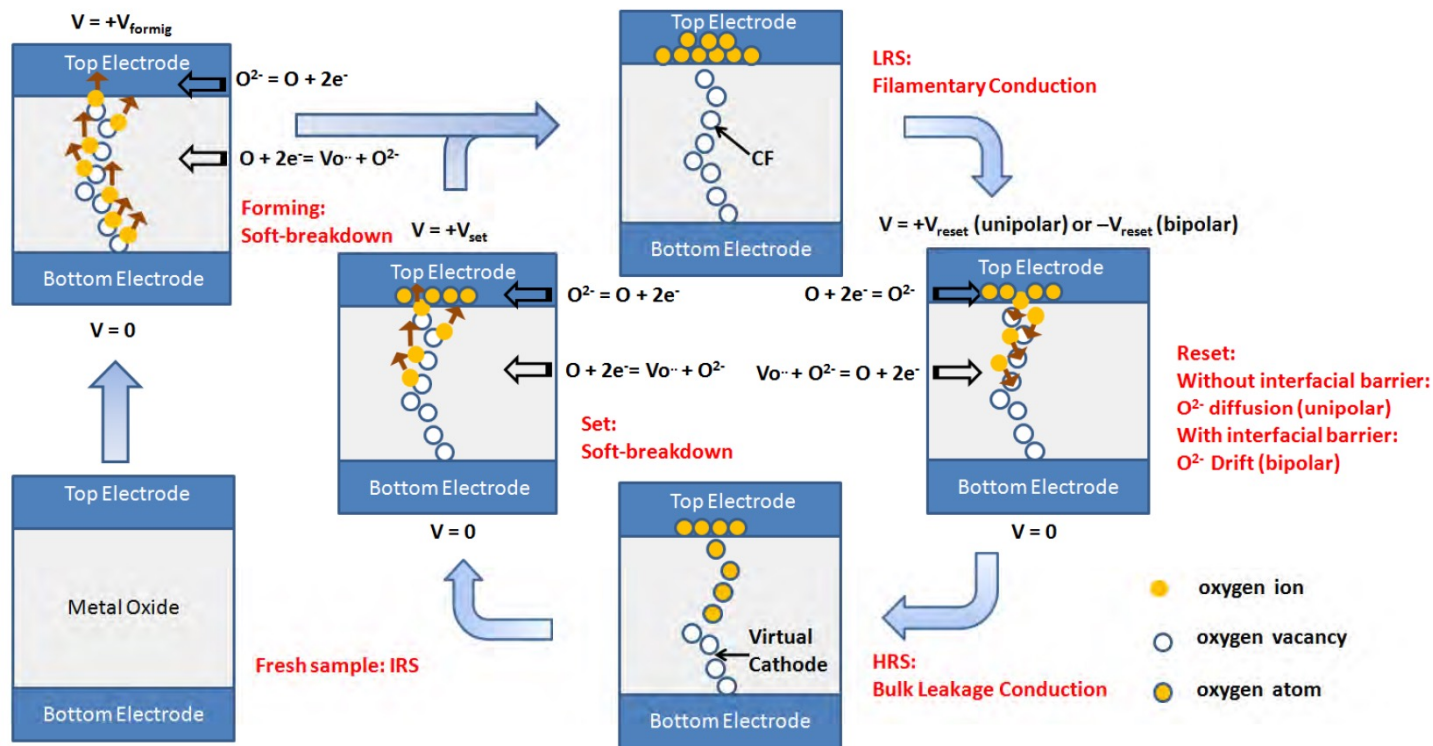 V = +Vformig
Top Electrode
O²⁻ = O + 2e⁻
O + 2e⁻= Vo·· + O²⁻
Forming:
Soft-breakdown
Bottom Electrode
V = 0
Top Electrode
Metal Oxide
Bottom Electrode
Fresh sample: IRS
Top Electrode
CF
Bottom Electrode
LRS:
Filamentary Conduction
V = +Vset
Top Electrode
O²⁻ = O + 2e⁻
O + 2e⁻= Vo·· + O²⁻
Set:
Soft-breakdown
Bottom Electrode
V = 0
V = +Vreset (unipolar) or –Vreset (bipolar)
Top Electrode
O + 2e⁻ = O²⁻
Vo·· + O²⁻ = O + 2e⁻
Bottom Electrode
V = 0
Reset:
Without interfacial barrier:
O²⁻ diffusion (unipolar)
With interfacial barrier:
O²⁻ Drift (bipolar)
Top Electrode
Virtual
Cathode
Bottom Electrode
HRS:
Bulk Leakage Conduction
oxygen ion
oxygen vacancy
oxygen atom